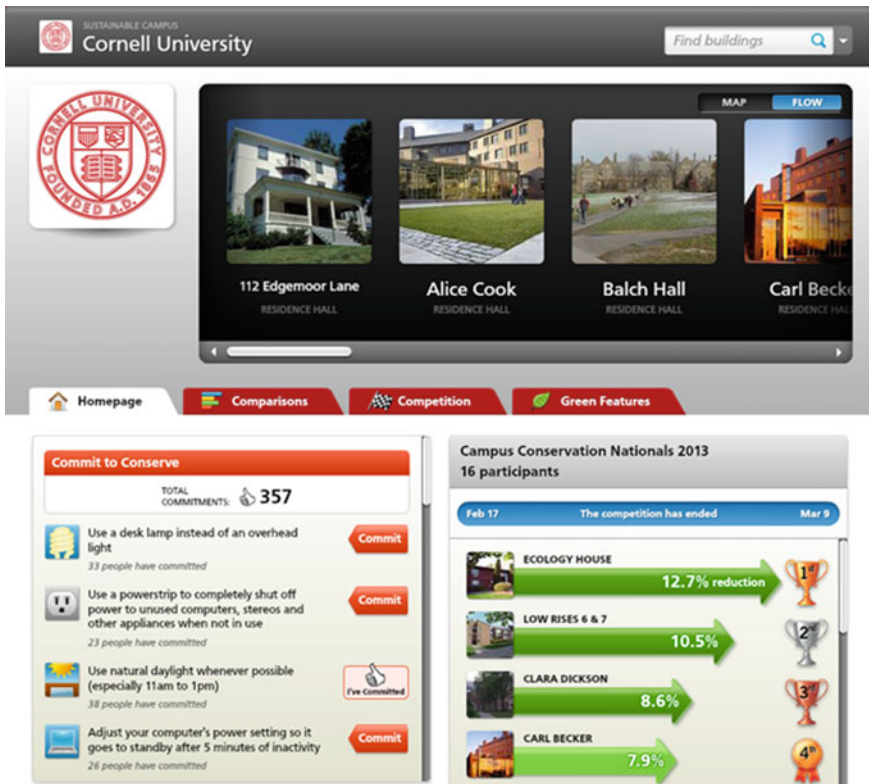 SUSTAINABLE CAMPUS
Cornell University
Find buildings
CORNELL UNIVERSITY
FOUNDED A.D. 1865
MAP
FLOW
112 Edgemoor Lane
RESIDENCE HALL
Alice Cook
RESIDENCE HALL
Balch Hall
RESIDENCE HALL
Carl Becke
RESIDENCE HAL
Homepage
Comparisons
Competition
Green Features
Commit to Conserve
TOTAL
COMMITMENTS: 357
Use a desk lamp instead of an overhead
light
33 people have committed
Commit
Use a powerstrip to completely shut off
power to unused computers, stereos and
other appliances when not in use
23 people have committed
Commit
Use natural daylight whenever possible
(especially 11am to 1pm)
38 people have committed
I've Committed
Adjust your computer's power setting so it
goes to standby after 5 minutes of inactivity
26 people have committed
Commit
Campus Conservation Nationals 2013
16 participants
Feb 17
The competition has ended
Mar 9
ECOLOGY HOUSE
12.7% reduction
1st
LOW RISES 6 & 7
10.5%
2nd
CLARA DICKSON
8.6%
3rd
CARL BECKER
7.9%
4th